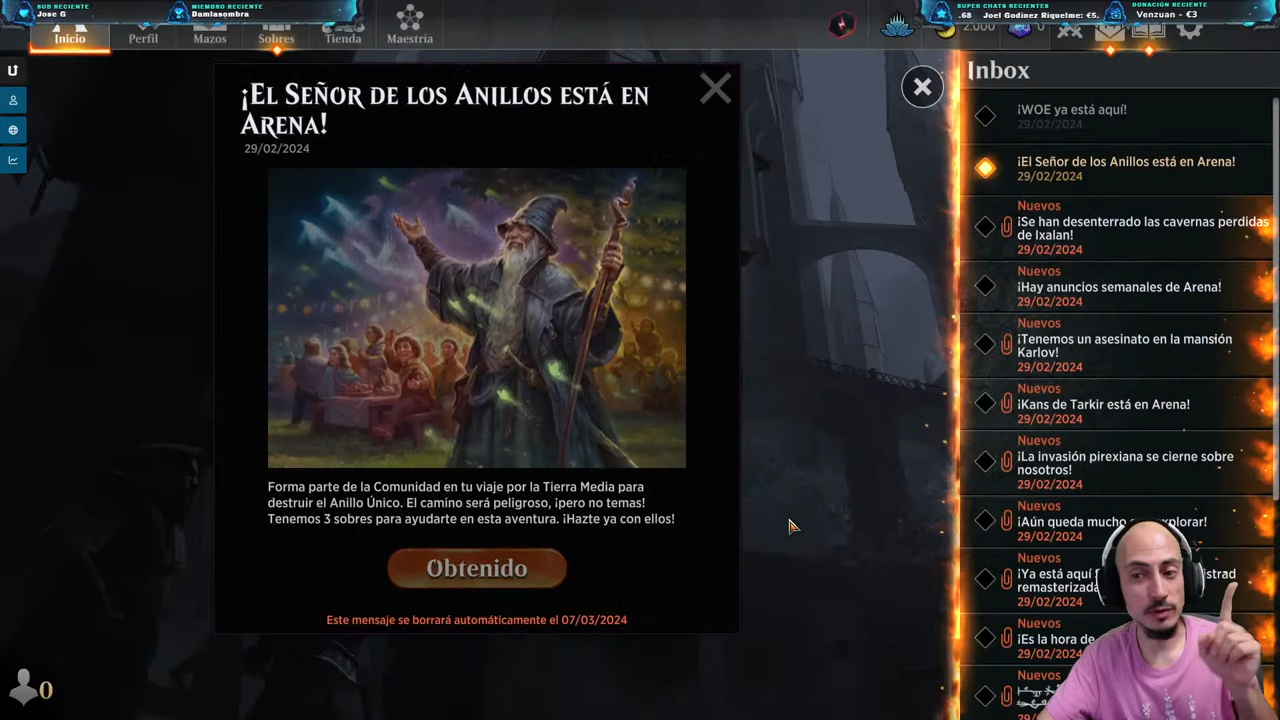 SUB RECIENTE
Jose G
MIEMBRO RECIENTE
Damlasombra
SUPER CHATS RECIENTES
.68 Joel Godinez Riquelme: €5.
DONACIÓN RECIENTE
Venzuan - €3
Inicio
Perfil
Mazos
Sobres
Tienda
Maestría
2.000
0
¡El Señor de los Anillos está en
Arena!
29/02/2024
Forma parte de la Comunidad en tu viaje por la Tierra Media para
destruir el Anillo Único. El camino será peligroso, ¡pero no temas!
Tenemos 3 sobres para ayudarte en esta aventura. ¡Hazte ya con ellos!
Obtenido
Este mensaje se borrará automáticamente el 07/03/2024
0
Inbox
¡WOE ya está aquí!
29/02/2024
¡El Señor de los Anillos está en Arena!
29/02/2024
Nuevos
¡Se han desenterrado las cavernas perdidas
de Ixalan!
29/02/2024
Nuevos
¡Hay anuncios semanales de Arena!
29/02/2024
Nuevos
¡Tenemos un asesinato en la mansión
Karlov!
29/02/2024
Nuevos
¡Kans de Tarkir está en Arena!
29/02/2024
Nuevos
¡La invasión pirexiana se cierne sobre
nosotros!
29/02/2024
Nuevos
¡Aún queda mucho explorar!
29/02/2024
Nuevos
¡Ya está aquí
remasterizada
29/02/2024
Nuevos
¡Es la hora de
29/02/2024
Nuevos